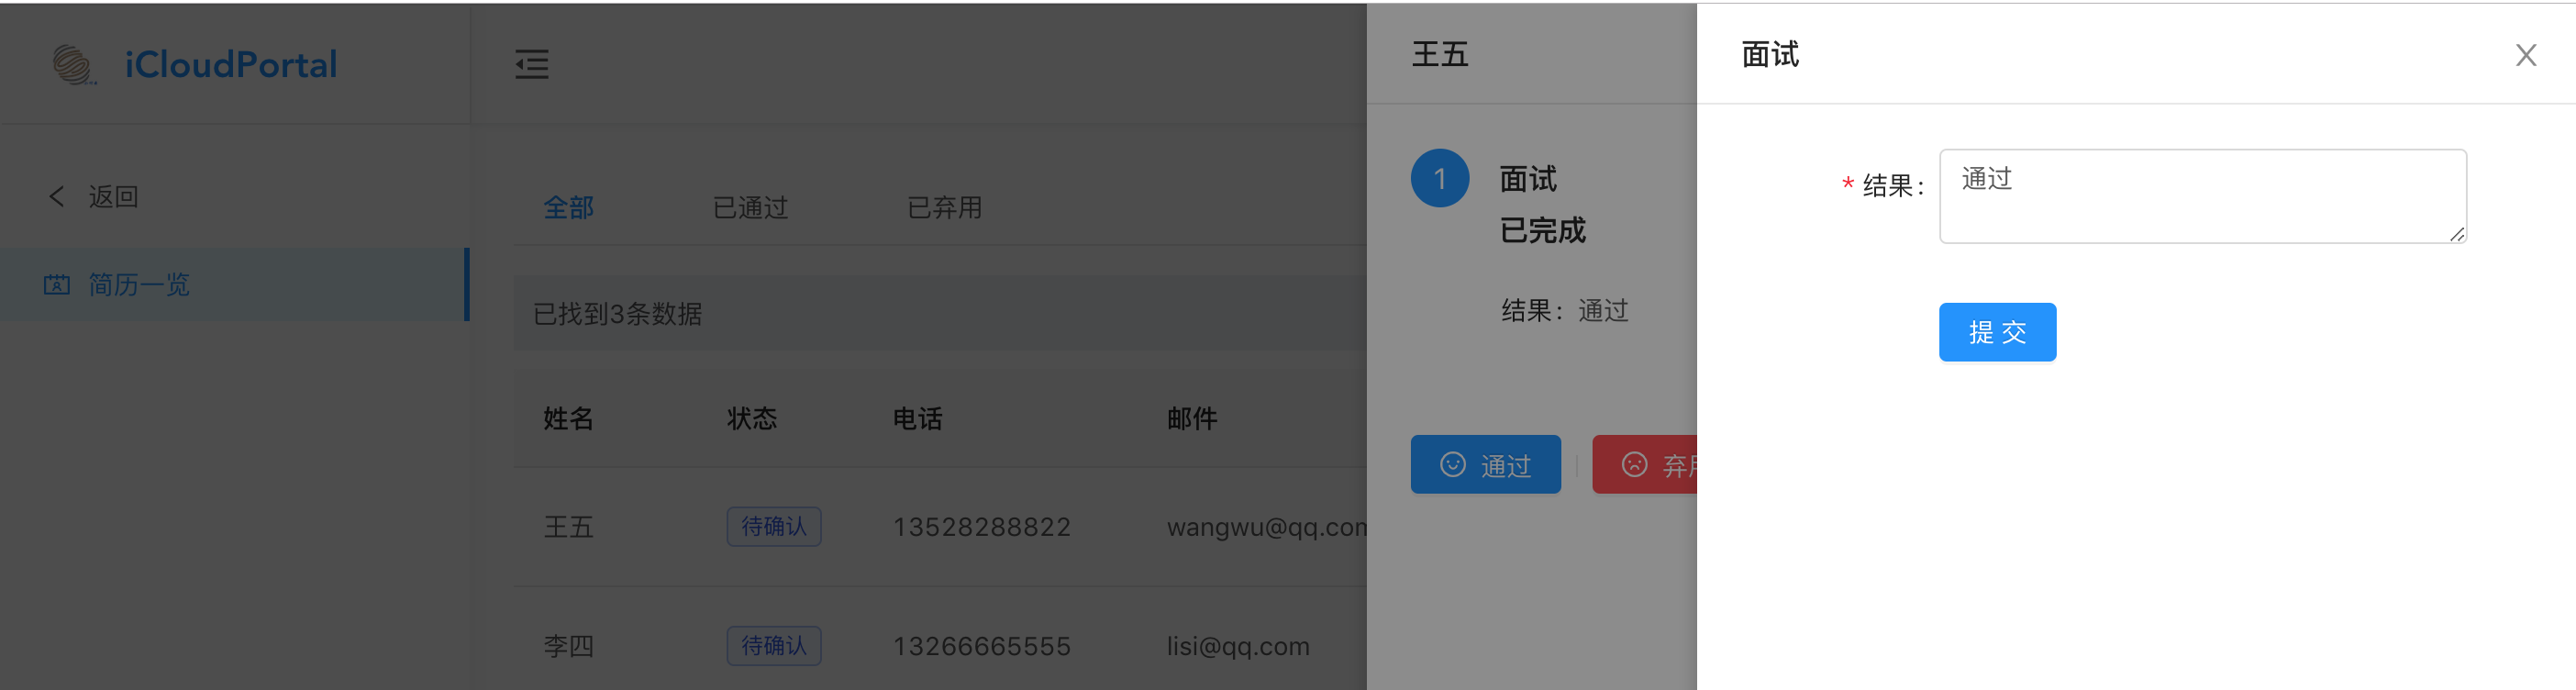 iCloudPortal
返回
简历一览
全部 已通过 已弃用
已找到3条数据
姓名 状态 电话 邮件
王五 待确认 13528288822 wangwu@qq.com
李四 待确认 13266665555 lisi@qq.com
王五
1 面试
已完成
结果: 通过
通过 弃用
面试
* 结果: 通过
提 交